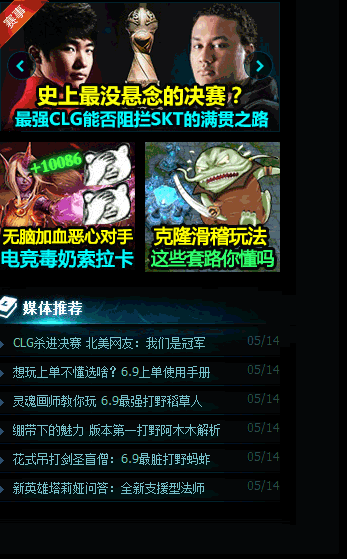 赛事
史上最没悬念的决赛？
最强CLG能否阻拦SKT的满贯之路
+10086
无脑加血恶心对手
电竞毒奶索拉卡
克隆滑稽玩法
这些套路你懂吗
媒体推荐
CLG杀进决赛 北美网友：我们是冠军 05/14
想玩上单不懂选啥？6.9上单使用手册 05/14
灵魂画师教你玩 6.9最强打野稻草人 05/14
绷带下的魅力 版本第一打野阿木木解析 05/14
花式吊打剑圣盲僧：6.9最脏打野蚂蚱 05/14
新英雄塔莉娅问答：全新支援型法师 05/14